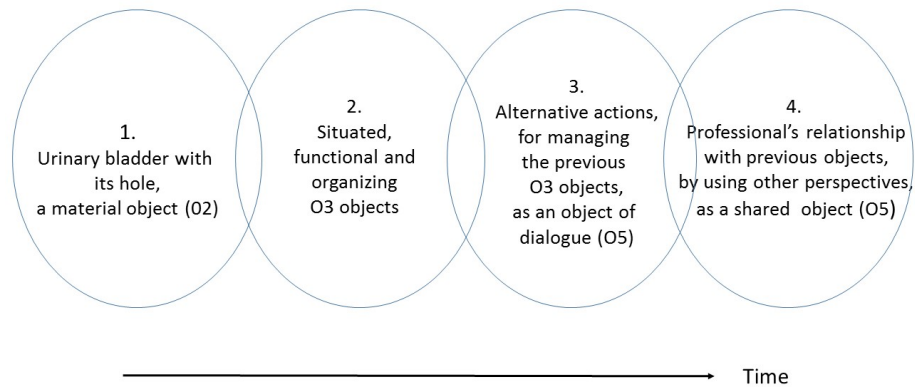 1.
Urinary bladder with
its hole,
a material object (02)
2.
Situated,
functional and
organizing
O3 objects
3.
Alternative actions,
for managing
the previous
O3 objects,
as an object of
dialogue (O5)
4.
Professional’s relationship
with previous objects,
by using other perspectives,
as a shared object (O5)
Time